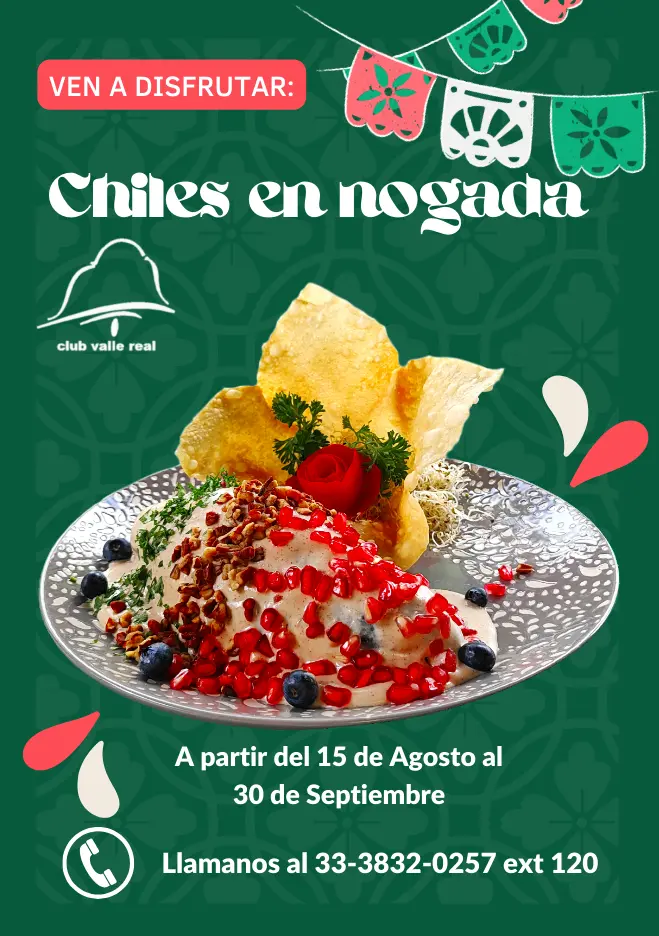 VEN A DISFRUTAR:
Chiles en nogada
club valle real
A partir del 15 de Agosto al
30 de Septiembre
Llamanos al 33-3832-0257 ext 120